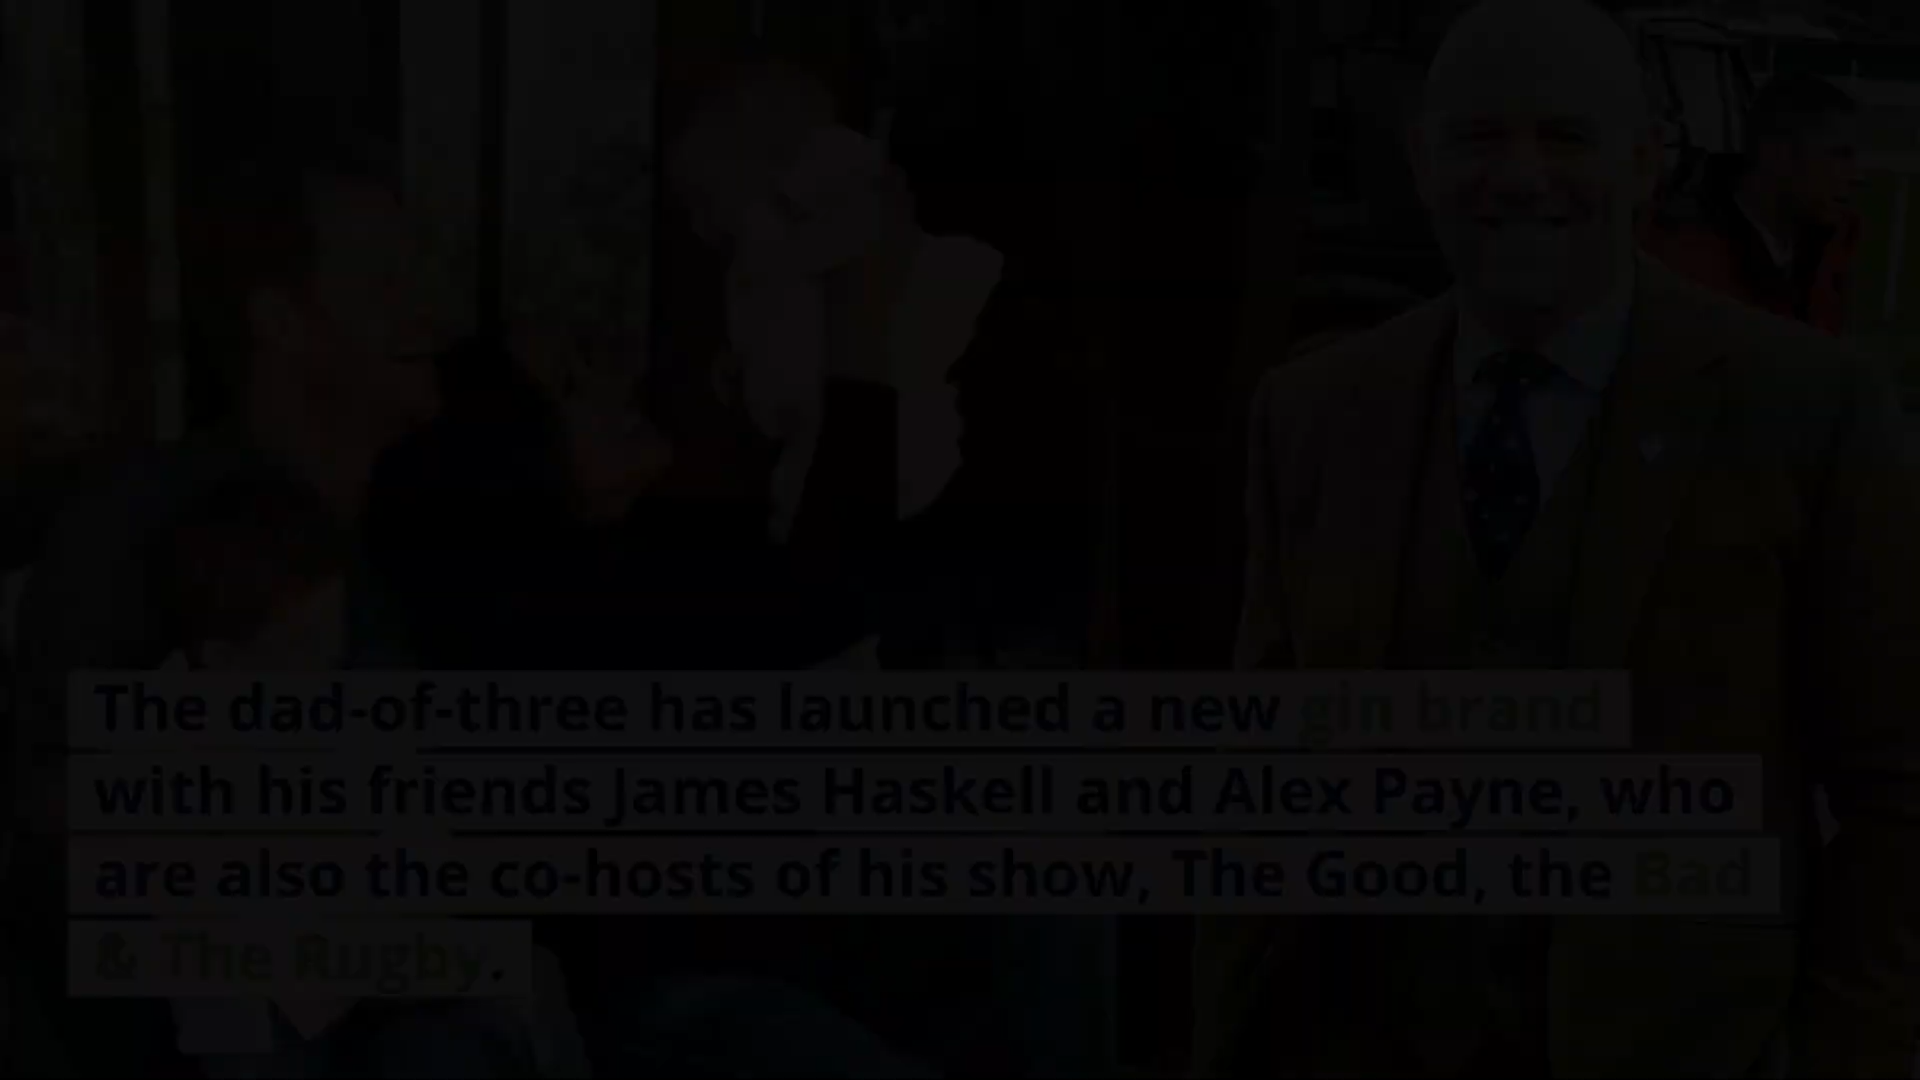 The dad-of-three has launched a new gin brand
with his friends James Haskell and Alex Payne, who
are also the co-hosts of his show, The Good, the Bad
& The Rugby.